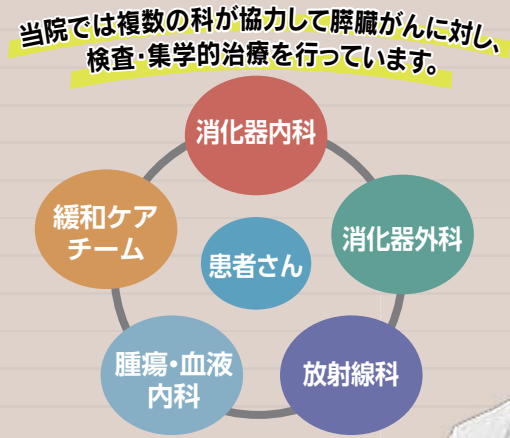 当院では複数の科が協力して膵臓がんに対し、
検査・集学的治療を行っています。
消化器内科
緩和ケア
チーム
消化器外科
患者さん
腫瘍・血液
内科
放射線科